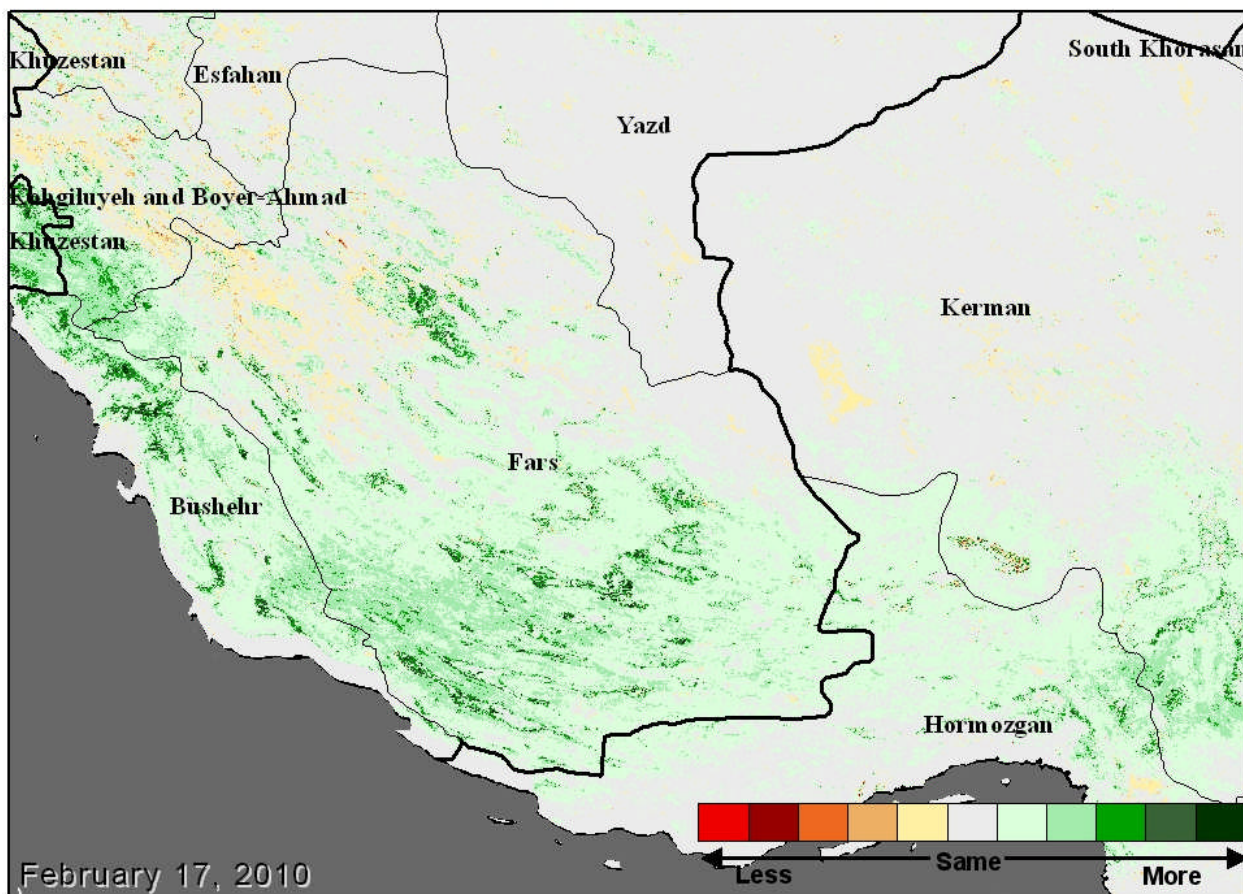 South Khorasan
Khuzestan
Esfahan
Yazd
Kohgiluyeh and Boyer-Ahmad
Khuzestan
Kerman
Fars
Bushehr
Hormozgan
Same
Less
More
February 17, 2010